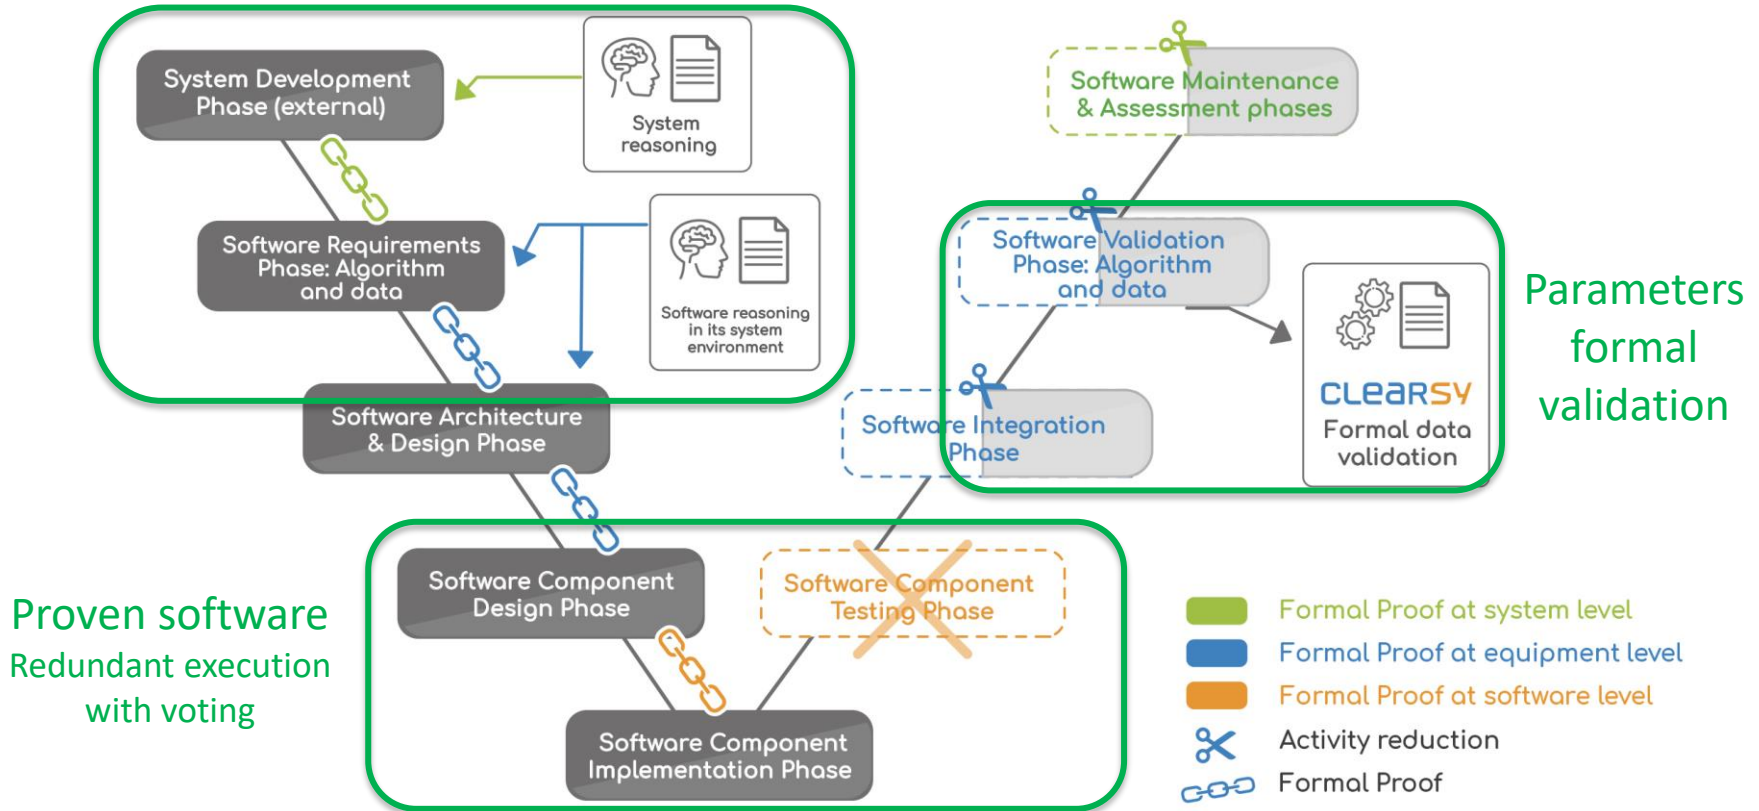 System Development
Phase (external)
System
reasoning
Software Requirements
Phase: Algorithm
and data
Software reasoning
in its system
environment
Software Architecture
& Design Phase
Software Component
Design Phase
Software Component
Implementation Phase
Software Component
Testing Phase
Software Integration
Phase
Software Validation
Phase: Algorithm
and data
Software Maintenance
& Assessment phases
CLEARSY
Formal data
validation
Parameters
formal
validation
Proven software
Redundant execution
with voting
Formal Proof at system level
Formal Proof at equipment level
Formal Proof at software level
Activity reduction
Formal Proof